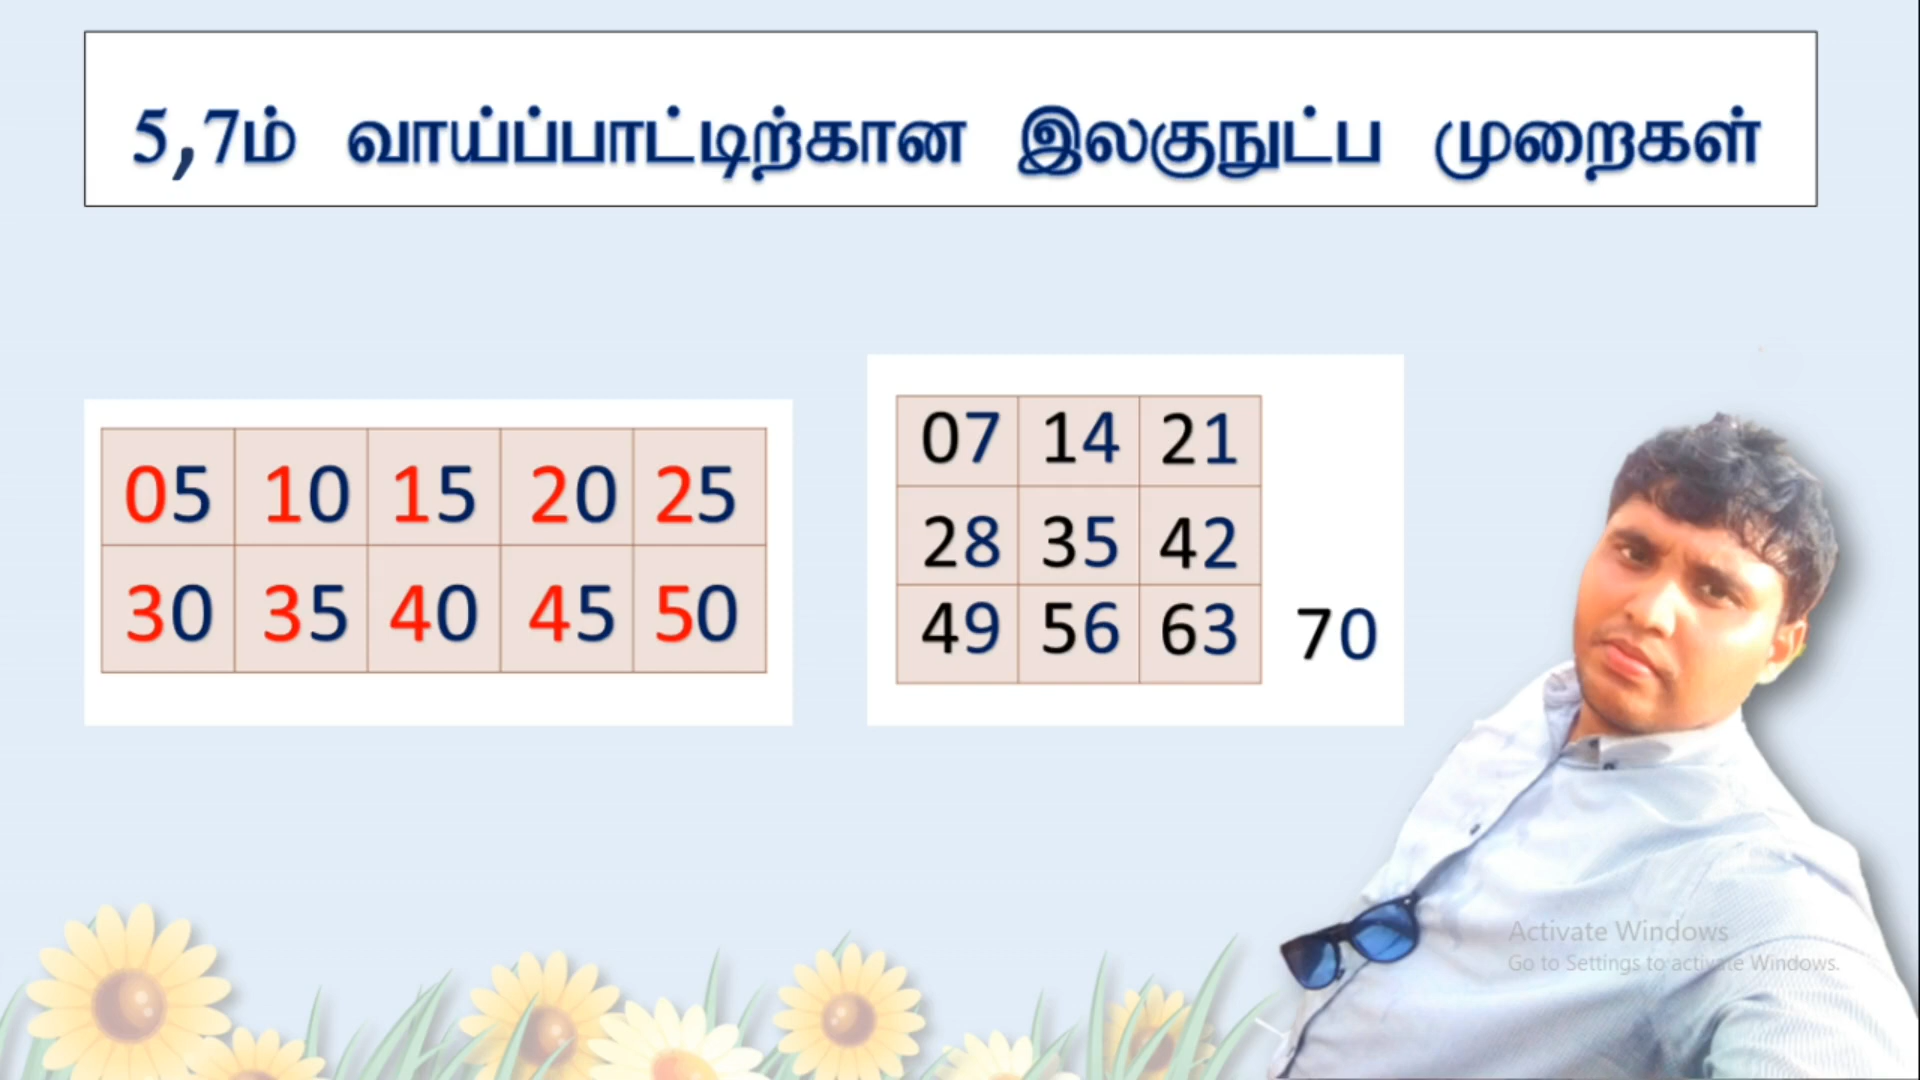 5,7ம் வாய்ப்பாட்டிற்கான இலகுநுட்ப முறைகள்
05 10 15 20 25
30 35 40 45 50
07 14 21
28 35 42
49 56 63 70
Activate Windows
Go to Settings to activate Windows.